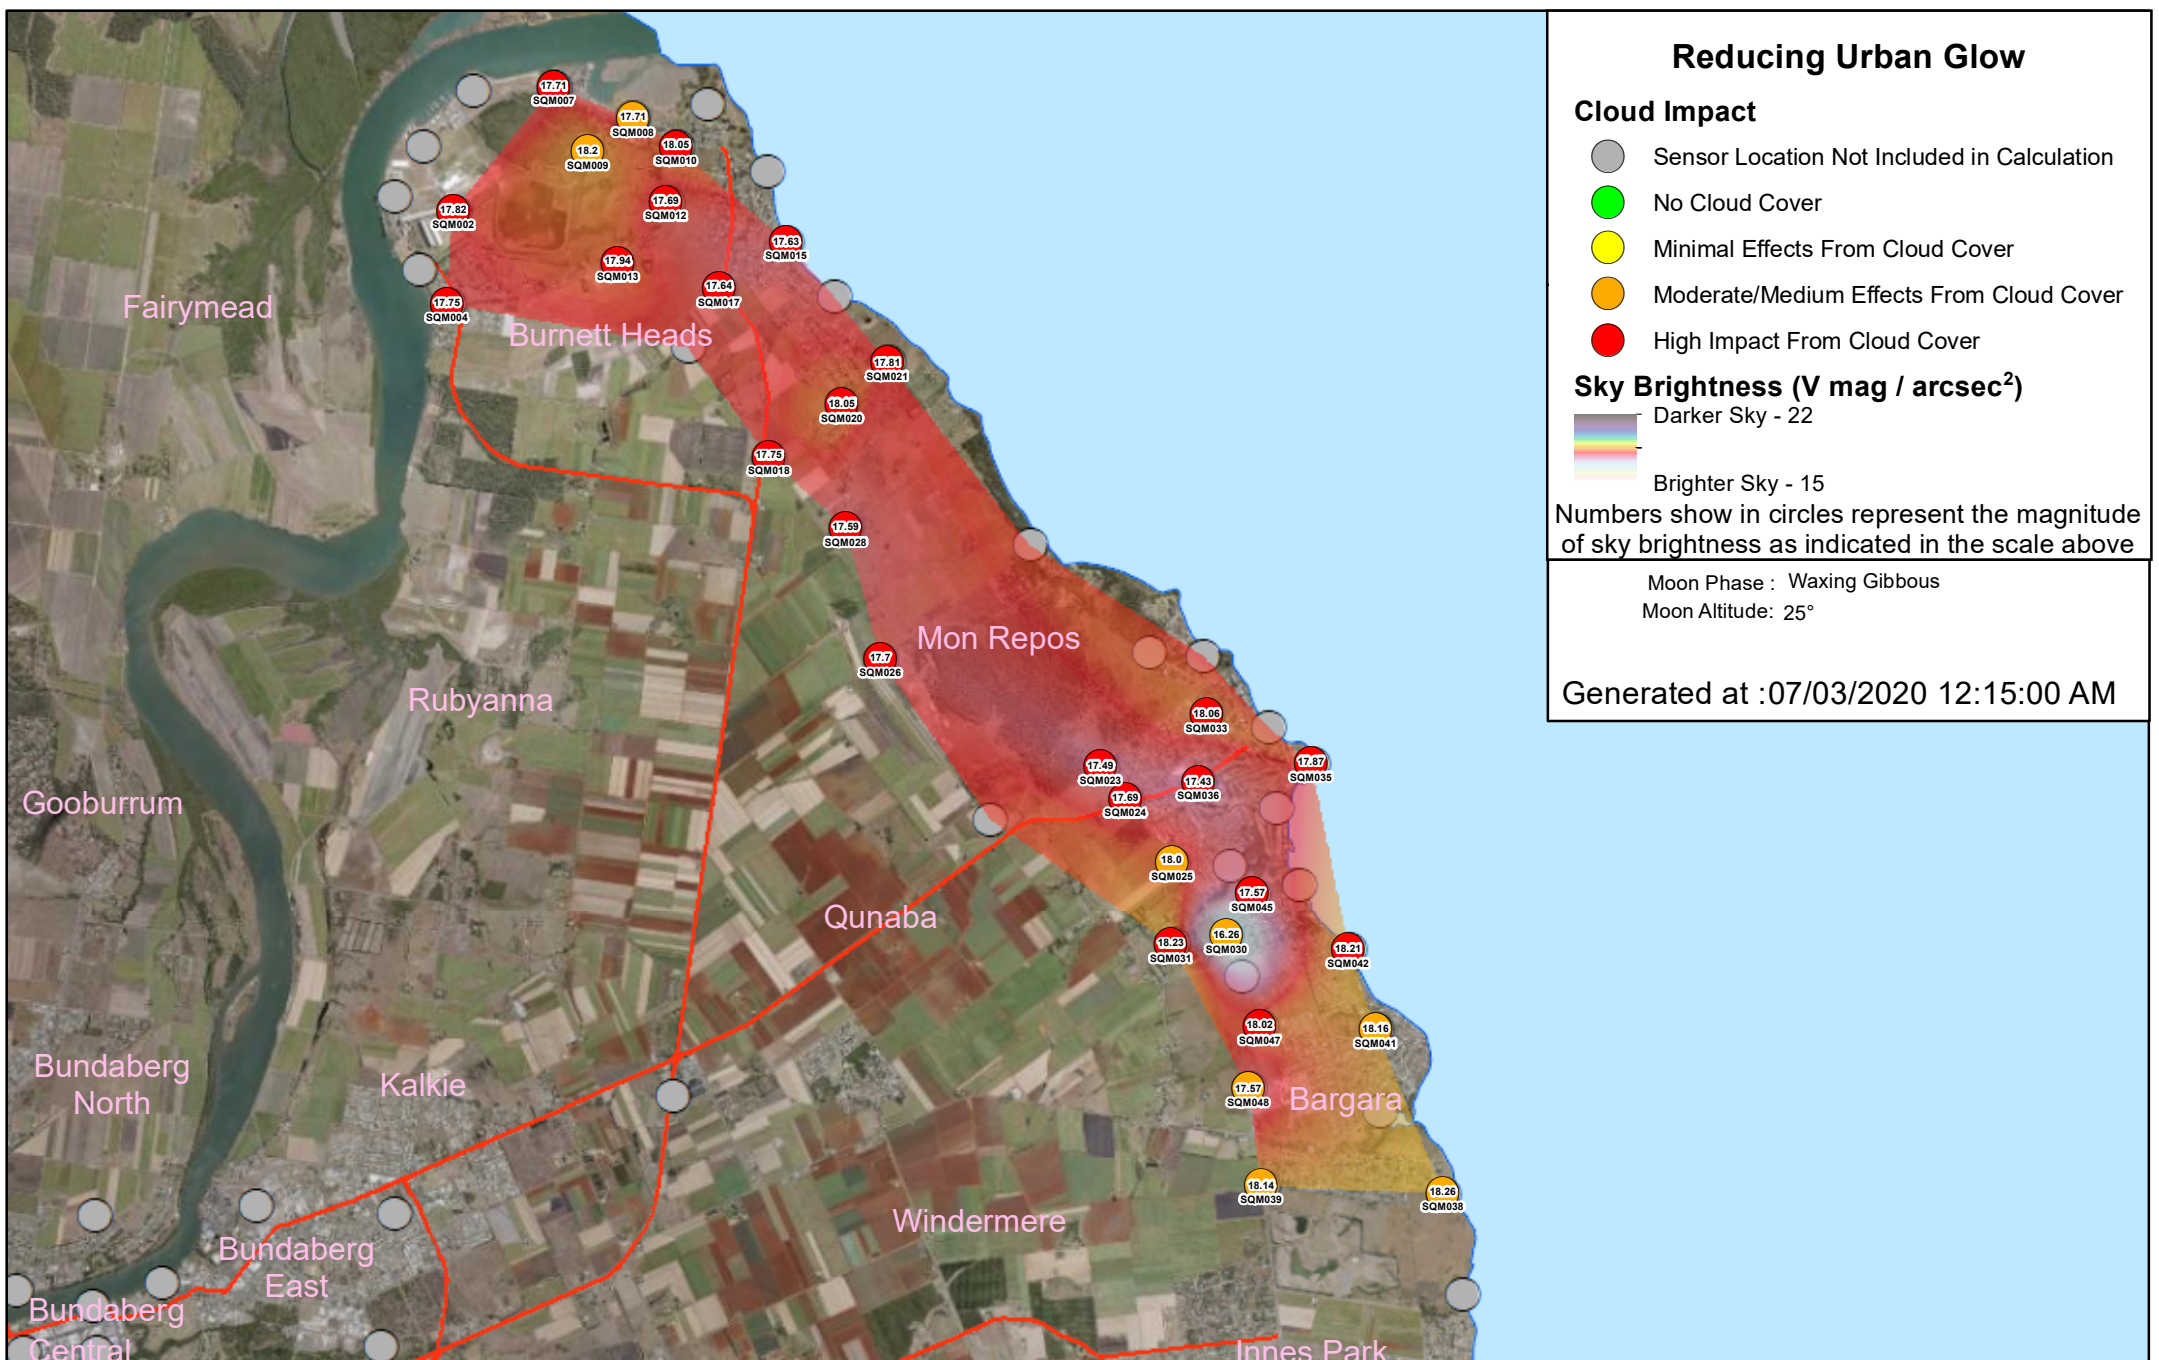 Reducing Urban Glow
Cloud Impact
Sensor Location Not Included in Calculation
No Cloud Cover
Minimal Effects From Cloud Cover
Moderate/Medium Effects From Cloud Cover
High Impact From Cloud Cover
Sky Brightness (V mag / arcsec²)
Darker Sky - 22
Brighter Sky - 15
Numbers show in circles represent the magnitude
of sky brightness as indicated in the scale above
Moon Phase : Waxing Gibbous
Moon Altitude: 25°
Generated at :07/03/2020 12:15:00 AM
17.71
SQM007
17.71
SQM008
18.2
SQM009
18.05
SQM010
17.82
SQM002
17.69
SQM012
17.63
SQM015
17.94
SQM013
17.64
SQM017
17.75
SQM004
Fairymead
Burnett Heads
17.81
SQM021
18.05
SQM020
17.75
SQM018
17.59
SQM028
Mon Repos
17.7
SQM026
Rubyanna
18.06
SQM033
17.49
SQM023
17.87
SQM035
17.43
SQM036
17.69
SQM024
Gooburrum
18.0
SQM025
17.57
SQM045
Qunaba
16.26
SQM030
18.23
SQM031
18.21
SQM042
18.02
SQM047
18.16
SQM041
Bundaberg
North
Kalkie
17.57
SQM048
Bargara
18.14
SQM039
18.26
SQM038
Windermere
Bundaberg
East
Bundaberg
Central
Innes Park